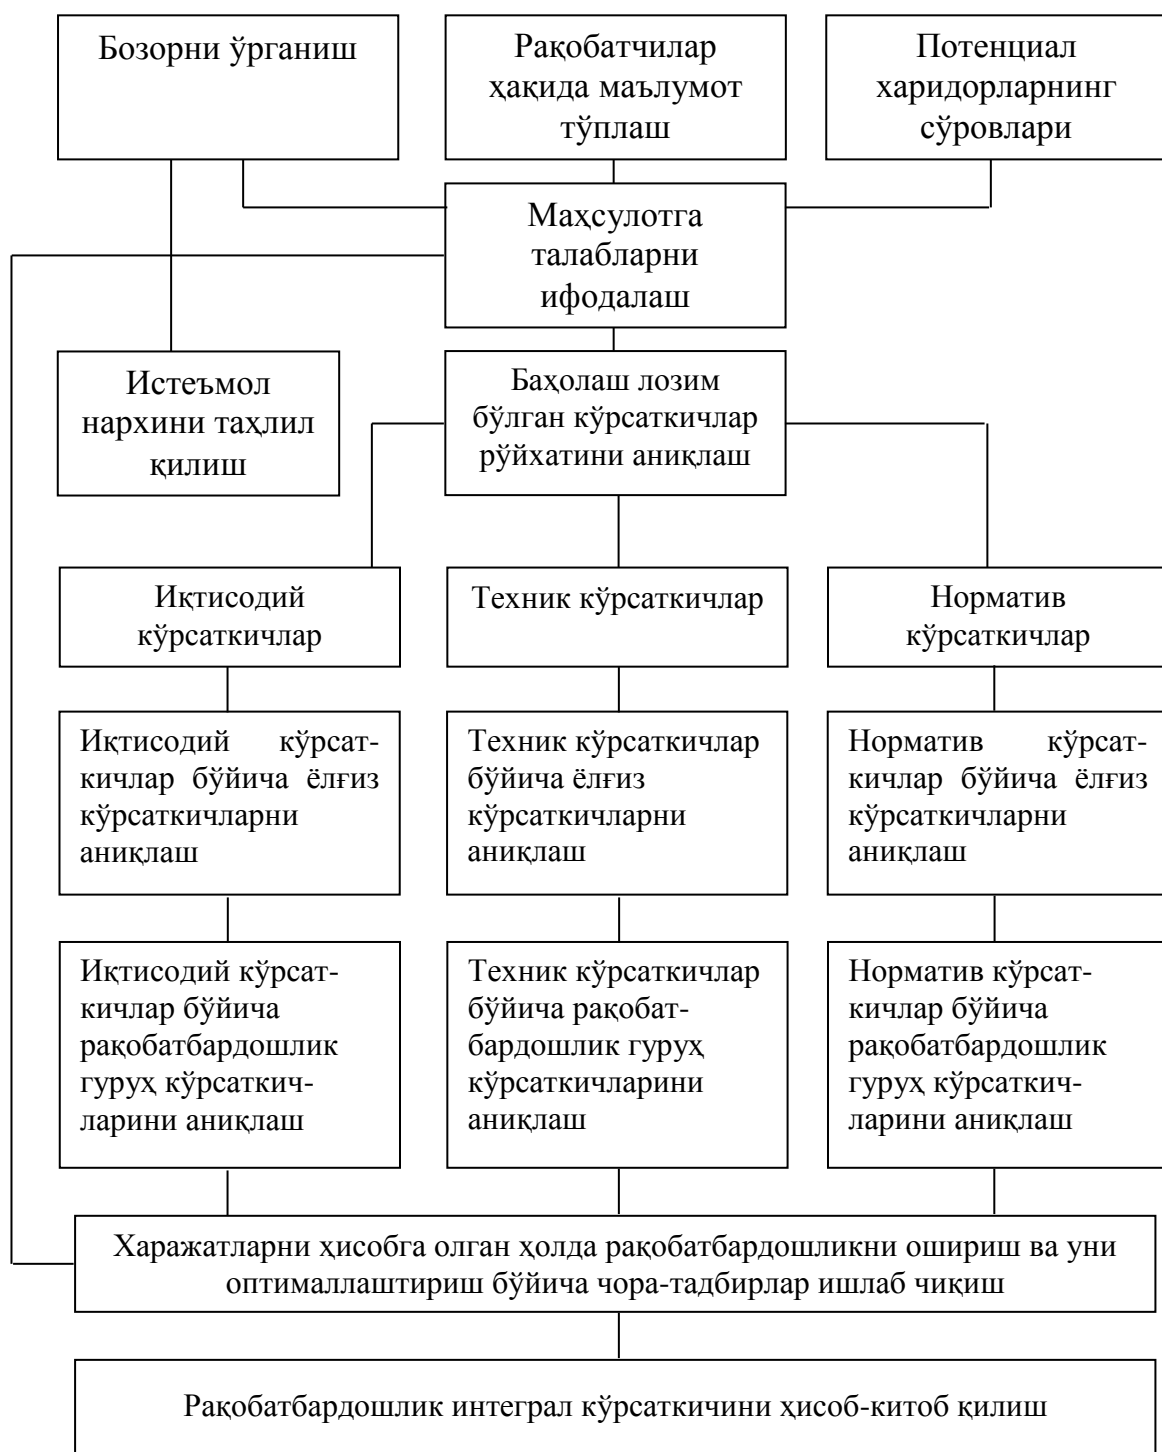 Бозорни ўрганиш
Рақобатчилар
ҳақида маълумот
тўплаш
Потенциал
харидорларнинг
сўровлари
Маҳсулотга
талабларни
ифодалаш
Истеъмол
нархини таҳлил
қилиш
Баҳолаш лозим
бўлган кўрсаткичлар
рўйхатини аниқлаш
Иқтисодий
кўрсаткичлар
Техник кўрсаткичлар
Норматив
кўрсаткичлар
Иқтисодий кўрсат-
кичлар бўйича ёлғиз
кўрсаткичларни
аниқлаш
Техник кўрсаткичлар
бўйича ёлғиз
кўрсаткичларни
аниқлаш
Норматив кўрсат-
кичлар бўйича ёлғиз
кўрсаткичларни
аниқлаш
Иқтисодий кўрсат-
кичлар бўйича
рақобатбардошлик
гуруҳ кўрсаткич-
ларини аниқлаш
Техник кўрсаткичлар
бўйича рақобат-
бардошлик гуруҳ
кўрсаткичларини
аниқлаш
Норматив кўрсат-
кичлар бўйича
рақобатбардошлик
гуруҳ кўрсаткич-
ларини аниқлаш
Харажатларни ҳисобга олган ҳолда рақобатбардошликни ошириш ва уни
оптималлаштириш бўйича чора-тадбирлар ишлаб чиқиш
Рақобатбардошлик интеграл кўрсаткичини ҳисоб-китоб қилиш